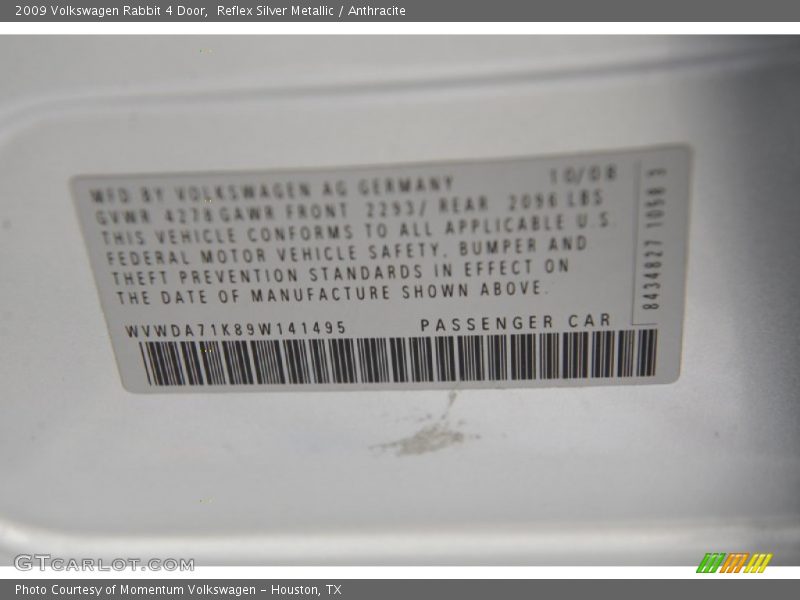 2009 Volkswagen Rabbit 4 Door,  Reflex Silver Metallic / Anthracite
MFD BY VOLKSWAGEN AG GERMANY 10/08
GVWR 4278 GAWR FRONT 2293/ REAR 2096 LBS
THIS VEHICLE CONFORMS TO ALL APPLICABLE U.S.
FEDERAL MOTOR VEHICLE SAFETY, BUMPER AND
THEFT PREVENTION STANDARDS IN EFFECT ON
THE DATE OF MANUFACTURE SHOWN ABOVE.
WVWDA71K89W141495 PASSENGER CAR
8434827 10503
GTCARLOT.COM
Photo Courtesy of Momentum Volkswagen – Houston, TX